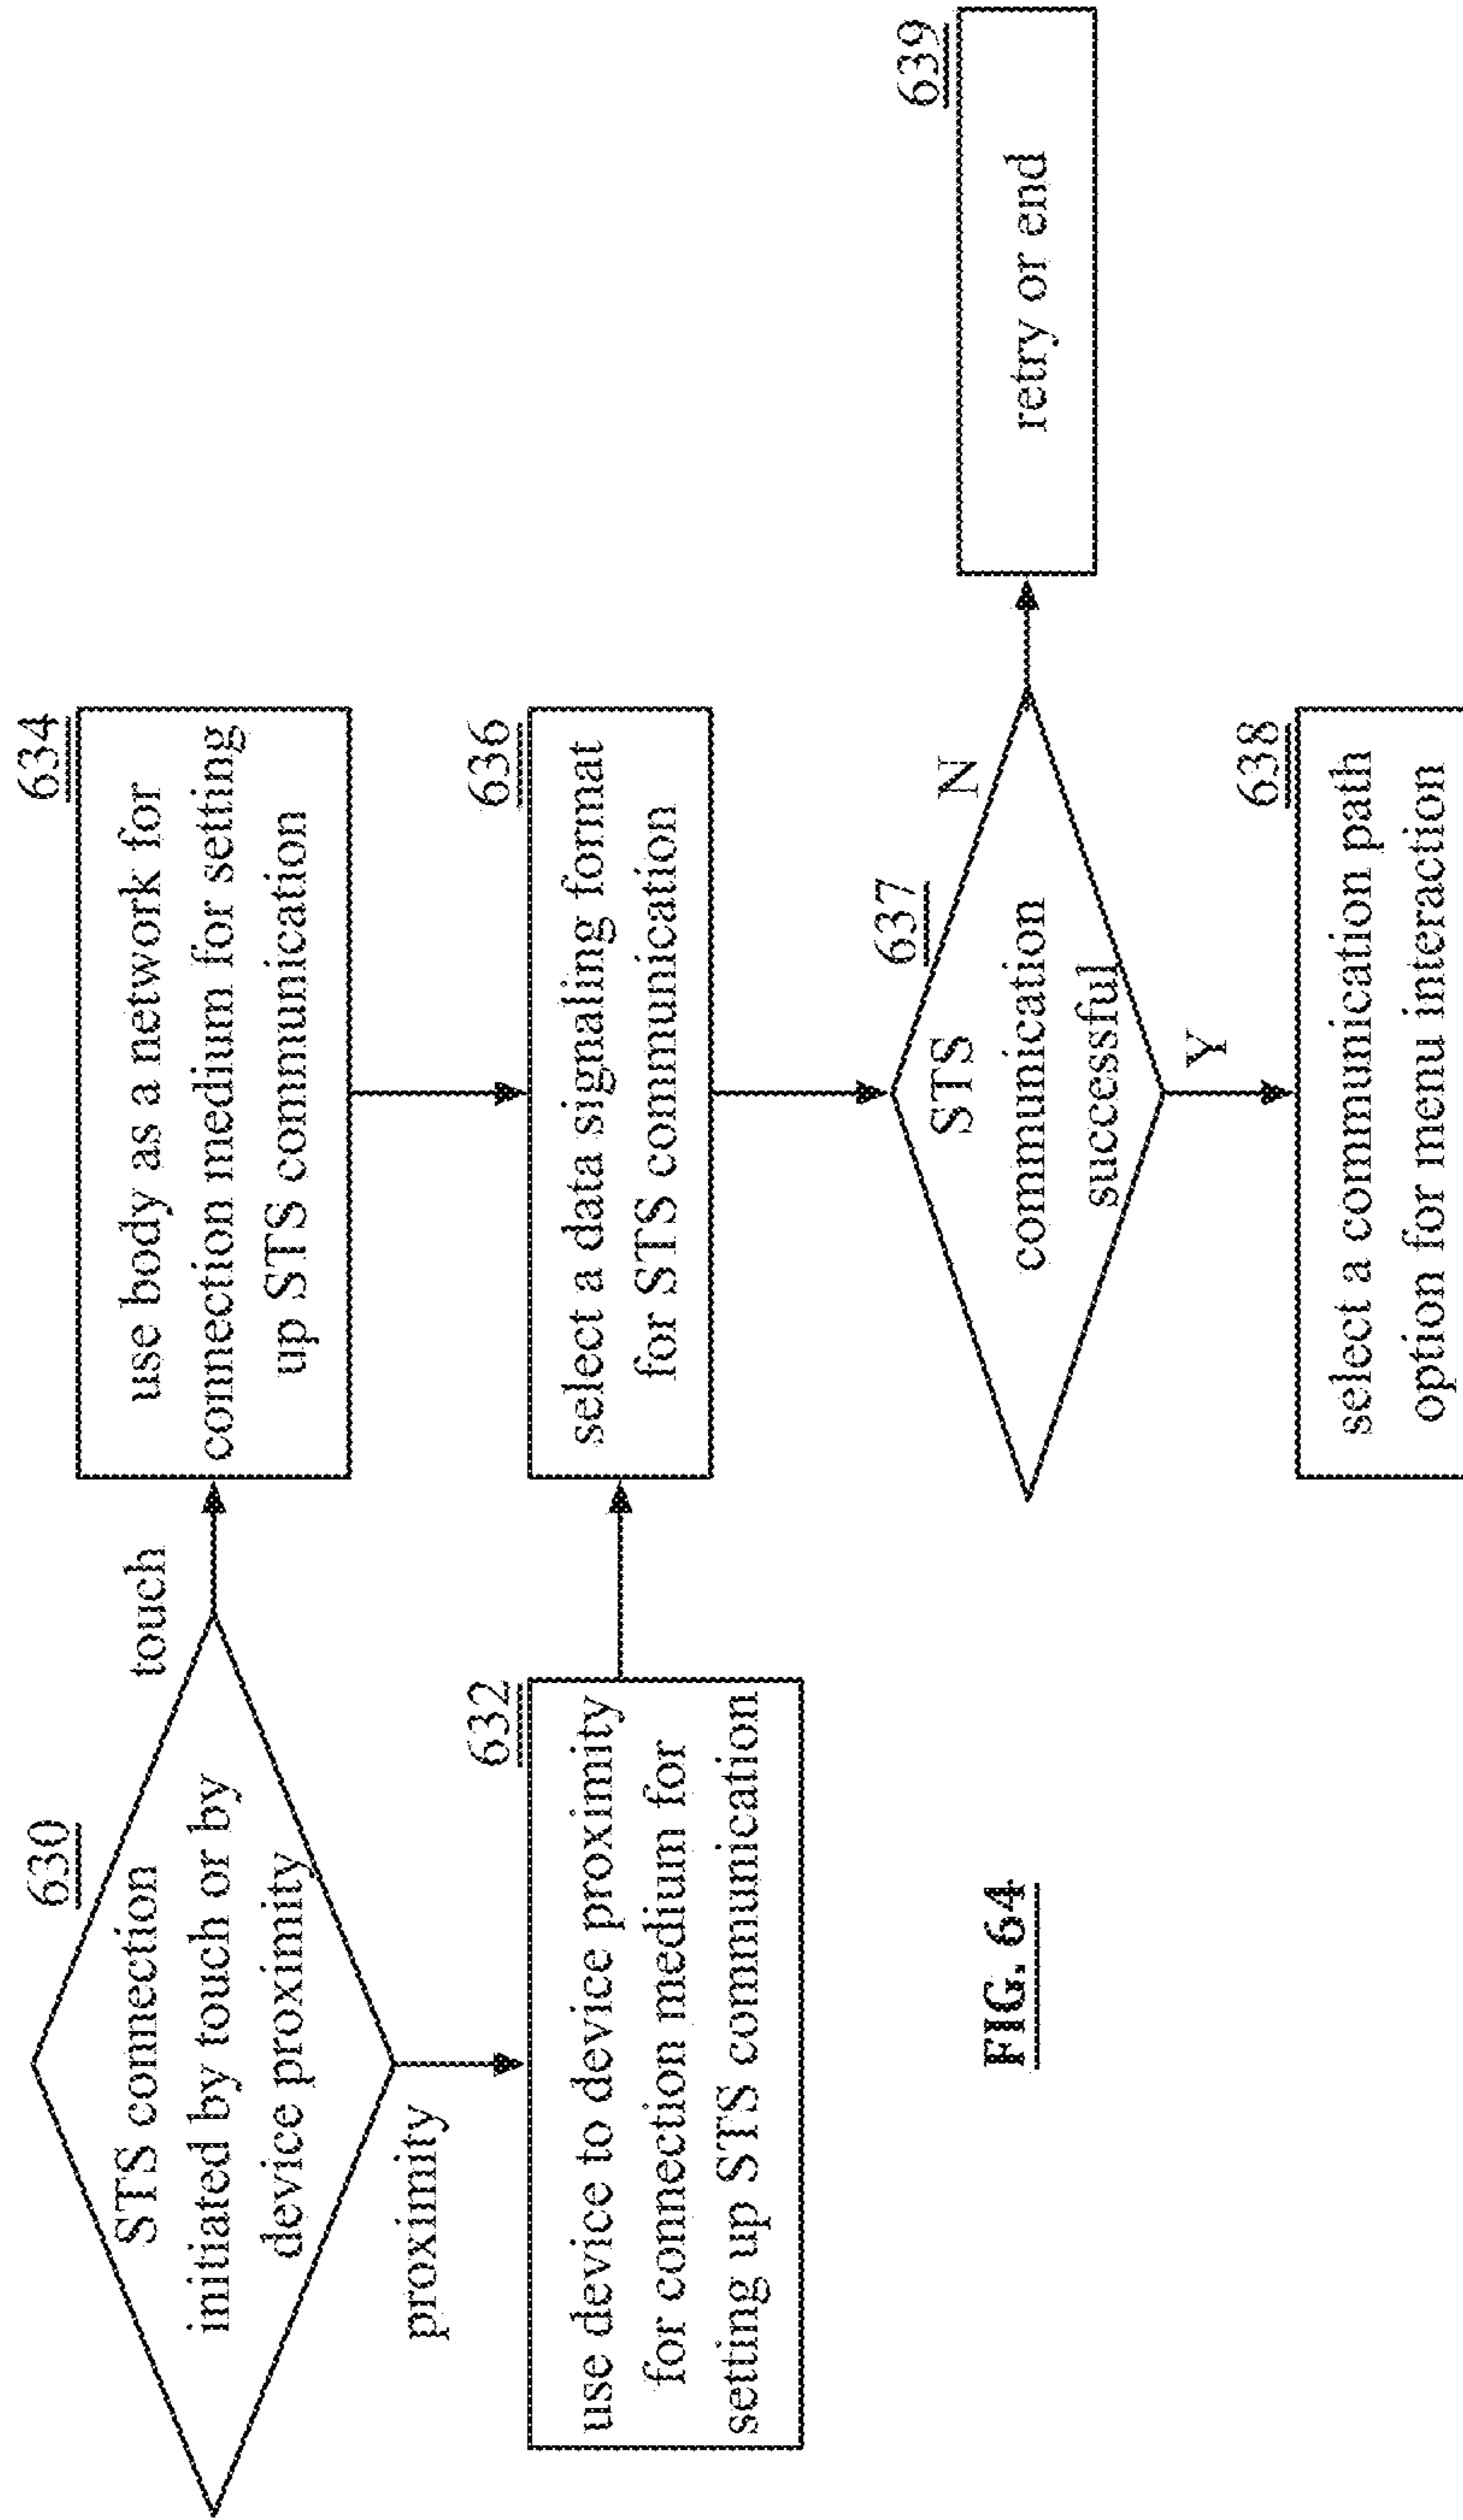 630
STS connection
initiated by touch or by
device proximity
touch
proximity
634
use body as a network for
connection medium for setting
up STS communication
632
use device to device proximity
for connection medium for
setting up STS communication
636
select a data signaling format
for STS communication
637
STS
communication
successful
N
Y
639
retry or end
638
select a communication path
option for menu interaction
FIG. 64